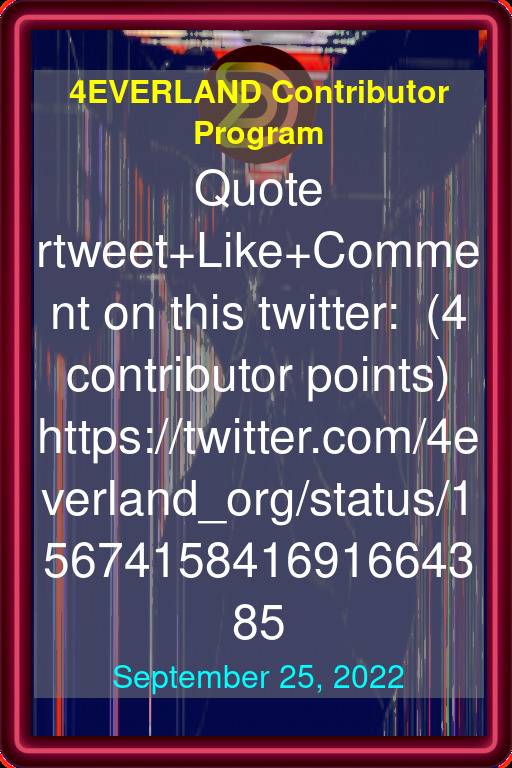 4EVERLAND Contributor
Program
Quote
rtweet+Like+Comme
nt on this twitter:  (4
contributor points)
https://twitter.com/4e
verland_org/status/1
5674158416916643
85
September 25, 2022